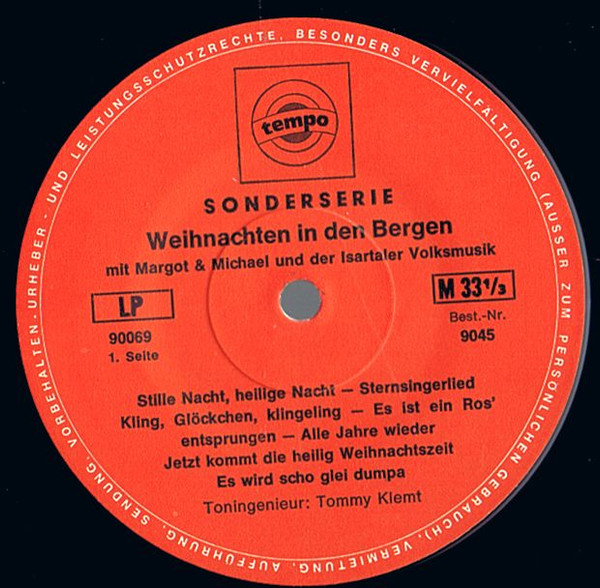 URHEBER- UND LEISTUNGSSCHUTZRECHTE. BESONDERS VERVIELFÄLTIGUNG (AUSSER ZUM PERSÖNLICHEN GEBRAUCH), VERMIETUNG, AUFFÜHRUNG, SENDUNG, VORBEHALTEN.
tempo
SONDERSERIE
Weihnachten in den Bergen
mit Margot & Michael und der Isartaler Volksmusik
LP
M 33 1/3
90069
Best.-Nr.
1. Seite
9045
Stille Nacht, heilige Nacht – Sternsingerlied
Kling, Glöckchen, klingeling – Es ist ein Ros'
entsprungen – Alle Jahre wieder
Jetzt kommt die heilig Weihnachtszeit
Es wird scho glei dumpa
Toningenieur: Tommy Klemt